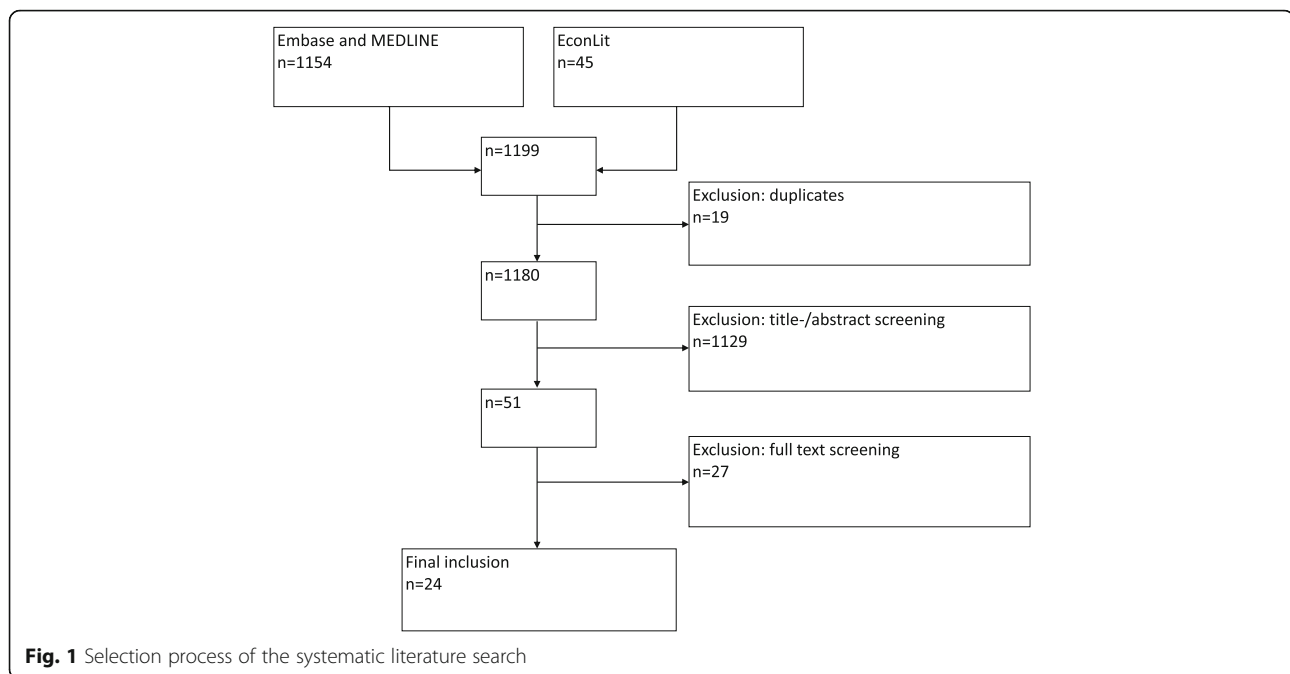 Embase and MEDLINE
n=1154
EconLit
n=45
n=1199
Exclusion: duplicates
n=19
n=1180
Exclusion: title-/abstract screening
n=1129
n=51
Exclusion: full text screening
n=27
Final inclusion
n=24
Fig. 1 Selection process of the systematic literature search